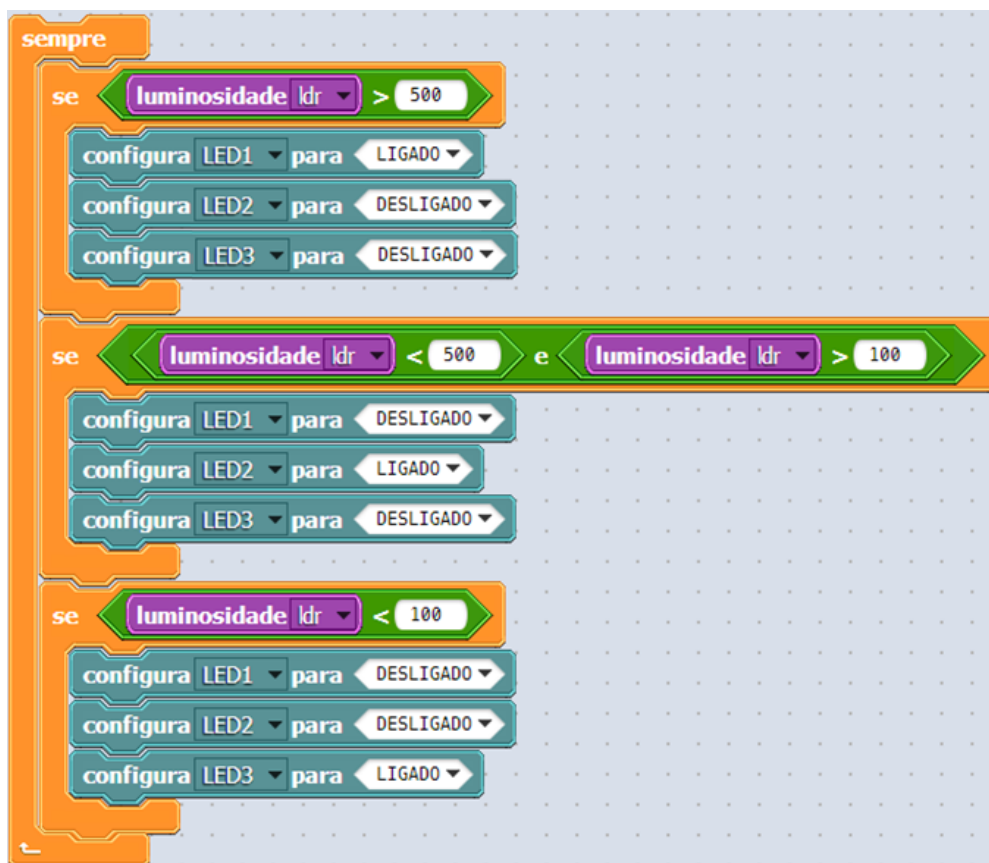 sempre
se luminosidade ldr > 500
configura LED1 para LIGADO
configura LED2 para DESLIGADO
configura LED3 para DESLIGADO
se luminosidade ldr < 500 e luminosidade ldr > 100
configura LED1 para DESLIGADO
configura LED2 para LIGADO
configura LED3 para DESLIGADO
se luminosidade ldr < 100
configura LED1 para DESLIGADO
configura LED2 para DESLIGADO
configura LED3 para LIGADO